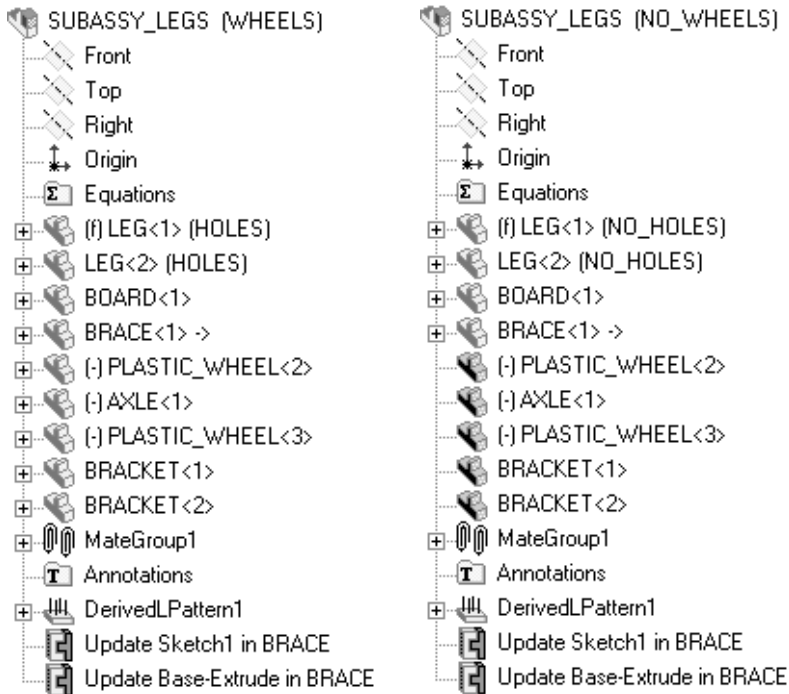 SUBASSY_LEGS (WHEELS)
Front
Top
Right
Origin
Equations
(f) LEG<1> (HOLES)
LEG<2> (HOLES)
BOARD<1>
BRACE<1> ->
(-) PLASTIC_WHEEL<2>
(-) AXLE<1>
(-) PLASTIC_WHEEL<3>
BRACKET<1>
BRACKET<2>
MateGroup1
Annotations
DerivedLPattern1
Update Sketch1 in BRACE
Update Base-Extrude in BRACE
SUBASSY_LEGS (NO_WHEELS)
Front
Top
Right
Origin
Equations
(f) LEG<1> (NO_HOLES)
LEG<2> (NO_HOLES)
BOARD<1>
BRACE<1> ->
(-) PLASTIC_WHEEL<2>
(-) AXLE<1>
(-) PLASTIC_WHEEL<3>
BRACKET<1>
BRACKET<2>
MateGroup1
Annotations
DerivedLPattern1
Update Sketch1 in BRACE
Update Base-Extrude in BRACE